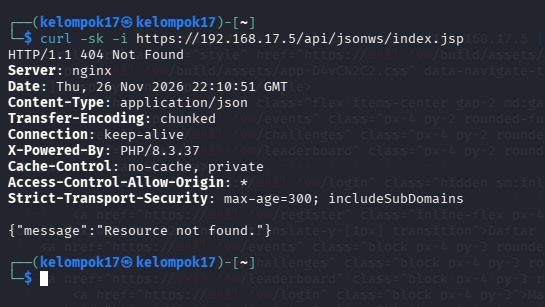 ┌──(kelompok17㉿kelompok17)-[~]
└─$ curl -sk -i https://192.168.17.5/api/jsonws/index.jsp
HTTP/1.1 404 Not Found
Server: nginx
Date: Thu, 26 Nov 2026 22:10:51 GMT
Content-Type: application/json
Transfer-Encoding: chunked
Connection: keep-alive
X-Powered-By: PHP/8.3.37
Cache-Control: no-cache, private
Access-Control-Allow-Origin: *
Strict-Transport-Security: max-age=300; includeSubDomains

{"message":"Resource not found."}

┌──(kelompok17㉿kelompok17)-[~]
└─$